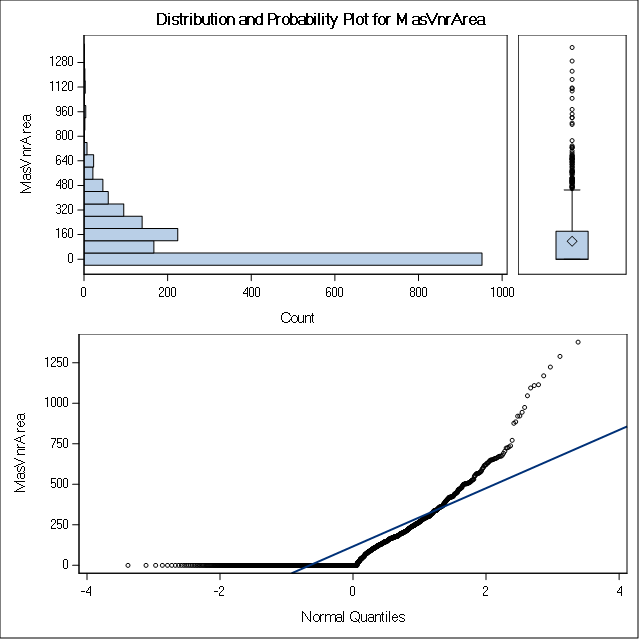 Distribution and Probability Plot for MasVnrArea
1280
1120
960
800
640
480
320
160
0
MasVnrArea
0 200 400 600 800 1000
Count
1250
1000
750
500
250
0
MasVnrArea
-4 -2 0 2 4
Normal Quantiles